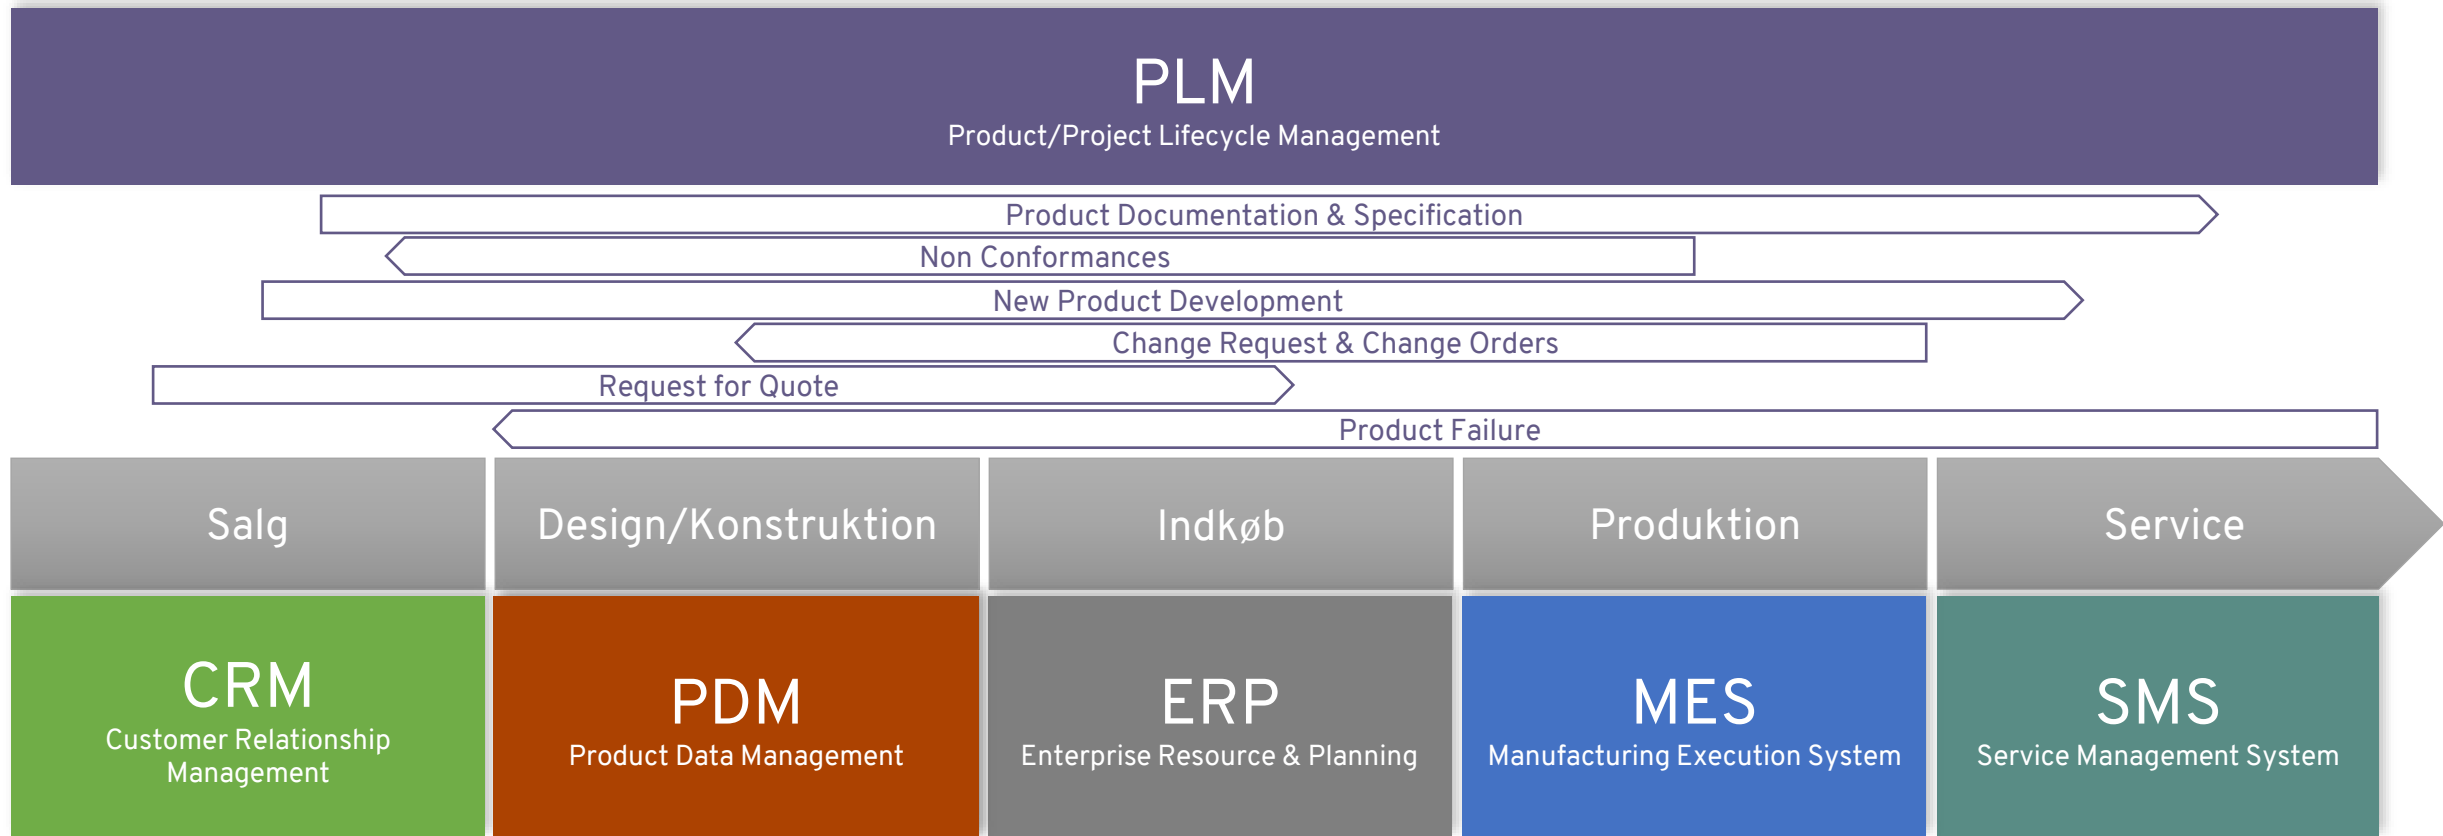 PLM
Product/Project Lifecycle Management
Product Documentation & Specification
Non Conformances
New Product Development
Change Request & Change Orders
Request for Quote
Product Failure
Salg
Design/Konstruktion
Indkøb
Produktion
Service
CRM
Customer Relationship
Management
PDM
Product Data Management
ERP
Enterprise Resource & Planning
MES
Manufacturing Execution System
SMS
Service Management System